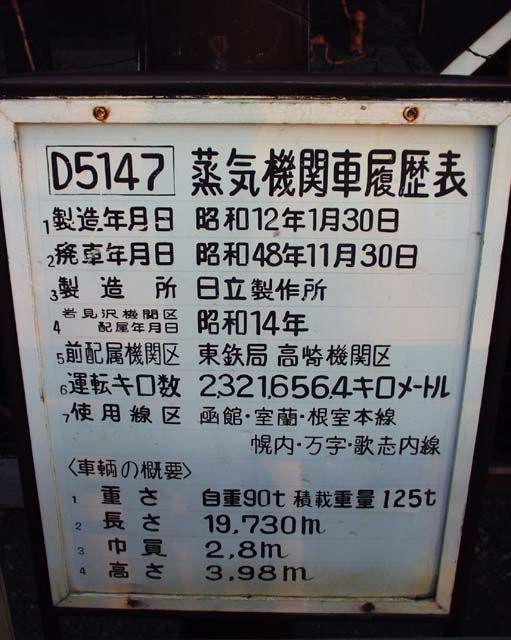 D5147 蒸気機関車履歴表
1 製造年月日 昭和12年1月30日
2 廃車年月日 昭和48年11月30日
3 製造所 日立製作所
4 岩見沢機関区配尾年月日 昭和14年
5 前配属機関区 東鉄局 高崎機関区
6 運転キロ数 2,321,656.4キロメートル
7 使用線区 函館・室蘭・根室本線
幌内・万字・歌志内線
〈車輌の概要〉
1 重さ 自重90t 積載重量125t
2 長さ 19,730m
3 巾員 2,8m
4 高さ 3,98m